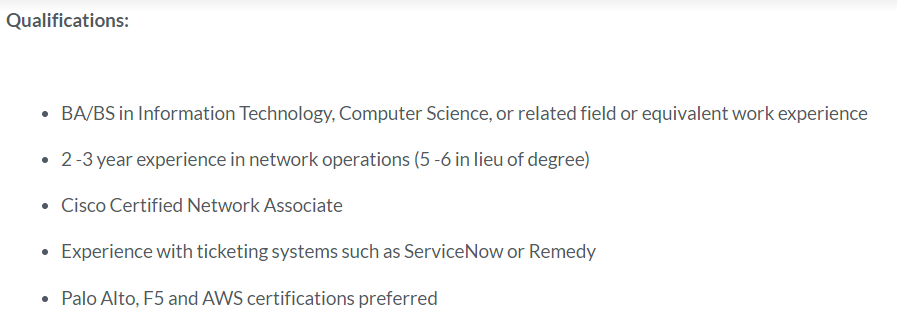 Qualifications:
• BA/BS in Information Technology, Computer Science, or related field or equivalent work experience
• 2 -3 year experience in network operations (5 -6 in lieu of degree)
• Cisco Certified Network Associate
• Experience with ticketing systems such as ServiceNow or Remedy
• Palo Alto, F5 and AWS certifications preferred